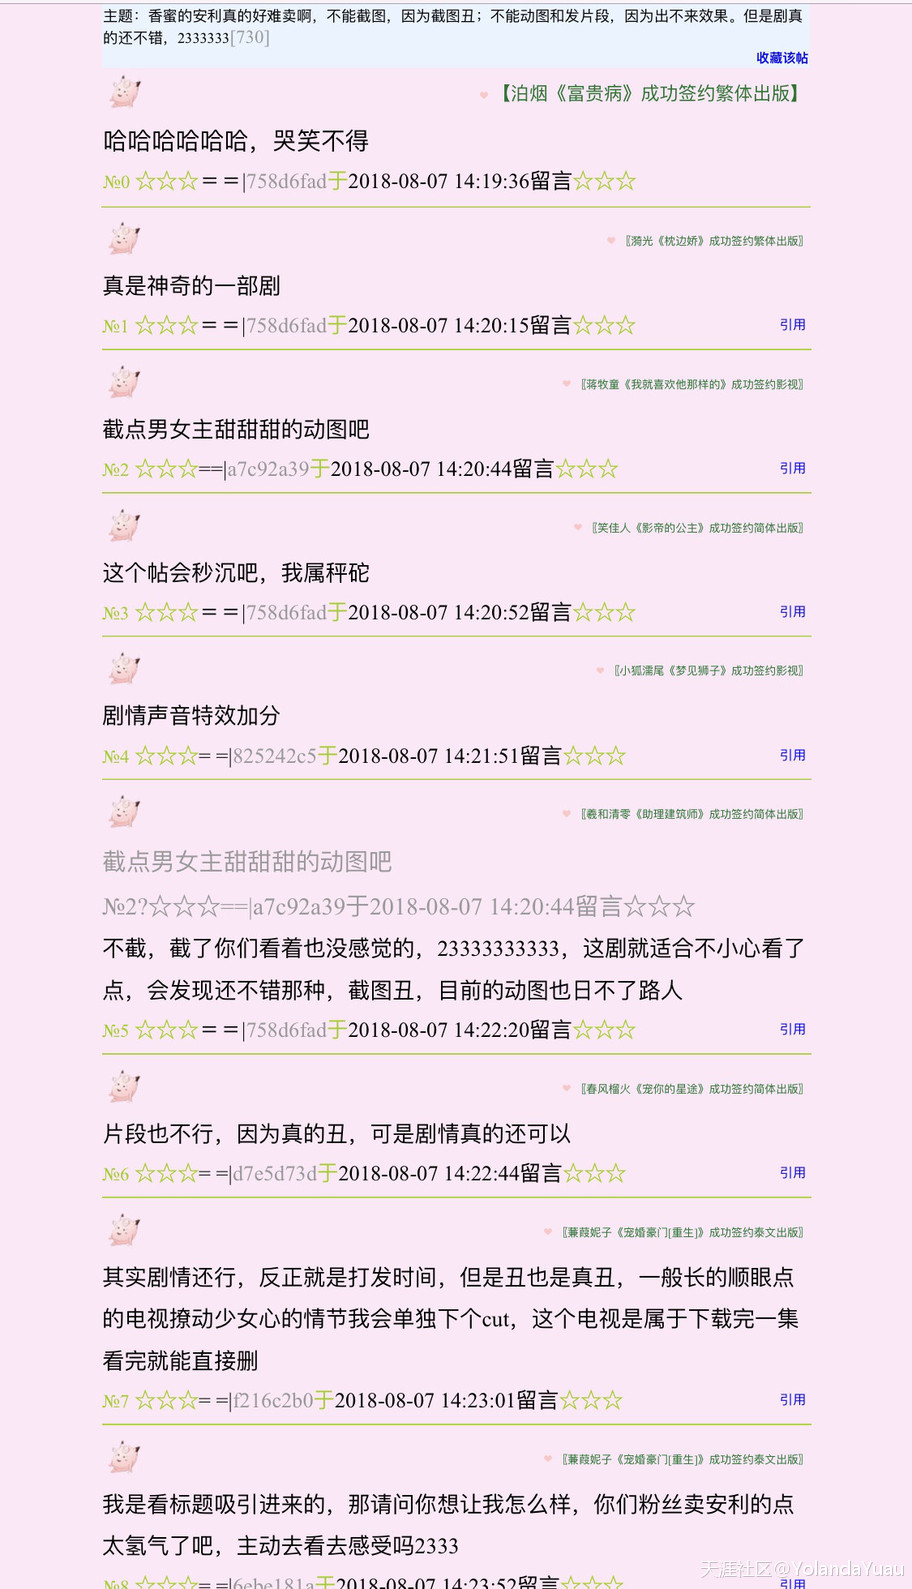 主题：香蜜的安利真的好难卖啊，不能截图，因为截图丑；不能动图和发片段，因为出不来效果。但是剧真
的还不错，2333333[730]
收藏该帖
【泊烟《富贵病》成功签约繁体出版】
哈哈哈哈哈哈，哭笑不得
№0 ☆☆☆= =|758d6fad于2018-08-07 14:19:36留言☆☆☆
〖漪光《枕边娇》成功签约繁体出版〗
真是神奇的一部剧
№1 ☆☆☆= =|758d6fad于2018-08-07 14:20:15留言☆☆☆ 引用
〖蒋牧童《我就喜欢他那样的》成功签约影视〗
截点男女主甜甜甜的动图吧
№2 ☆☆☆==|a7c92a39于2018-08-07 14:20:44留言☆☆☆ 引用
〖笑佳人《影帝的公主》成功签约简体出版〗
这个帖会秒沉吧，我属秤砣
№3 ☆☆☆= =|758d6fad于2018-08-07 14:20:52留言☆☆☆ 引用
〖小狐濡尾《梦见狮子》成功签约影视〗
剧情声音特效加分
№4 ☆☆☆= =|825242c5于2018-08-07 14:21:51留言☆☆☆ 引用
〖羲和清零《助理建筑师》成功签约简体出版〗
截点男女主甜甜甜的动图吧
№2?☆☆☆==|a7c92a39于2018-08-07 14:20:44留言☆☆☆
不截，截了你们看着也没感觉的，23333333333，这剧就适合不小心看了
点，会发现还不错那种，截图丑，目前的动图也日不了路人
№5 ☆☆☆= =|758d6fad于2018-08-07 14:22:20留言☆☆☆ 引用
〖春风榴火《宠你的星途》成功签约简体出版〗
片段也不行，因为真的丑，可是剧情真的还可以
№6 ☆☆☆= =|d7e5d73d于2018-08-07 14:22:44留言☆☆☆ 引用
〖蒹葭妮子《宠婚豪门[重生]》成功签约泰文出版〗
其实剧情还行，反正就是打发时间，但是丑也是真丑，一般长的顺眼点
的电视撩动少女心的情节我会单独下个cut，这个电视是属于下载完一集
看完就能直接删
№7 ☆☆☆= =|f216c2b0于2018-08-07 14:23:01留言☆☆☆ 引用
〖蒹葭妮子《宠婚豪门[重生]》成功签约泰文出版〗
我是看标题吸引进来的，那请问你想让我怎么样，你们粉丝卖安利的点
太氢气了吧，主动去看去感受吗2333
№8 ☆☆☆= =|6ebe181a于2018-08-07 14:23:52留言☆☆☆ 引用
天涯社区@YolandaYuau